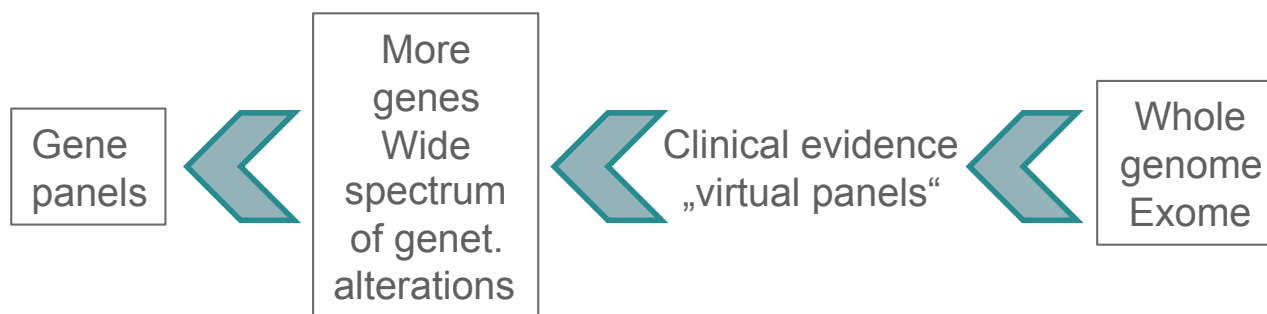 Gene
panels
More
genes
Wide
spectrum
of genet.
alterations
Clinical evidence
„virtual panels“
Whole
genome
Exome